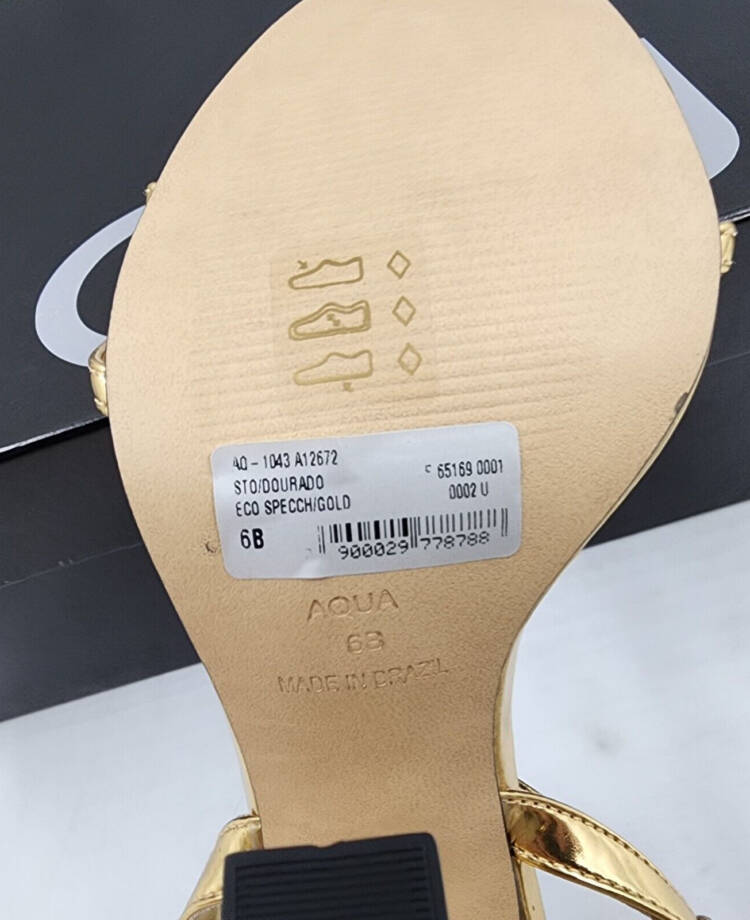 AQ - 1043 A12672
STO/DOURADO
ECO SPECCH/GOLD
6B
65169 0001
0002 U
900029 778788
AQUA
6B
MADE IN BRAZIL